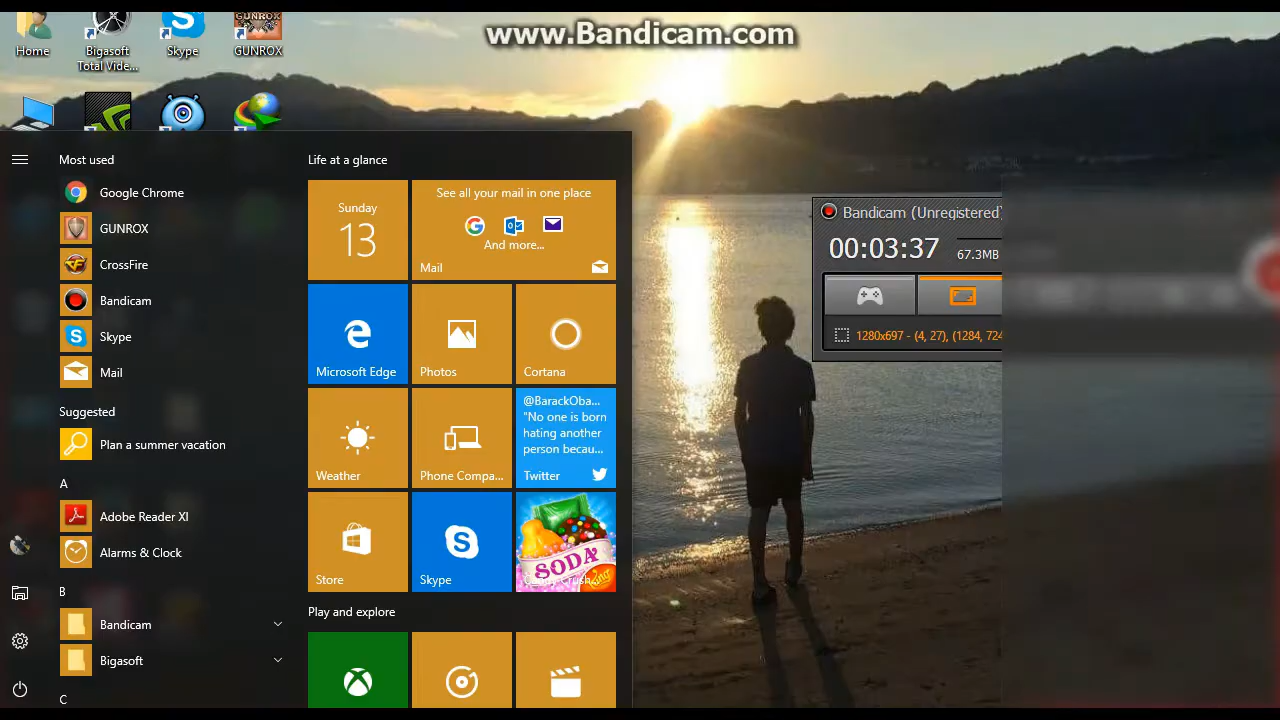 www.Bandicam.com
Home
Bigasoft
Total Vide...
Skype
GUNROX
Most used
Google Chrome
GUNROX
CrossFire
Bandicam
Skype
Mail
Suggested
Plan a summer vacation
A
Adobe Reader XI
Alarms & Clock
B
Bandicam
Bigasoft
C
Life at a glance
Sunday
13
See all your mail in one place
And more...
Mail
Microsoft Edge
Photos
Cortana
Weather
Phone Compa...
@BarackOba...
"No one is born
hating another
person becau...
Twitter
Store
Skype
SODA
Play and explore
Bandicam (Unregistered)
00:03:37
67.3MB
1280x697 - (4, 27), (1284, 724